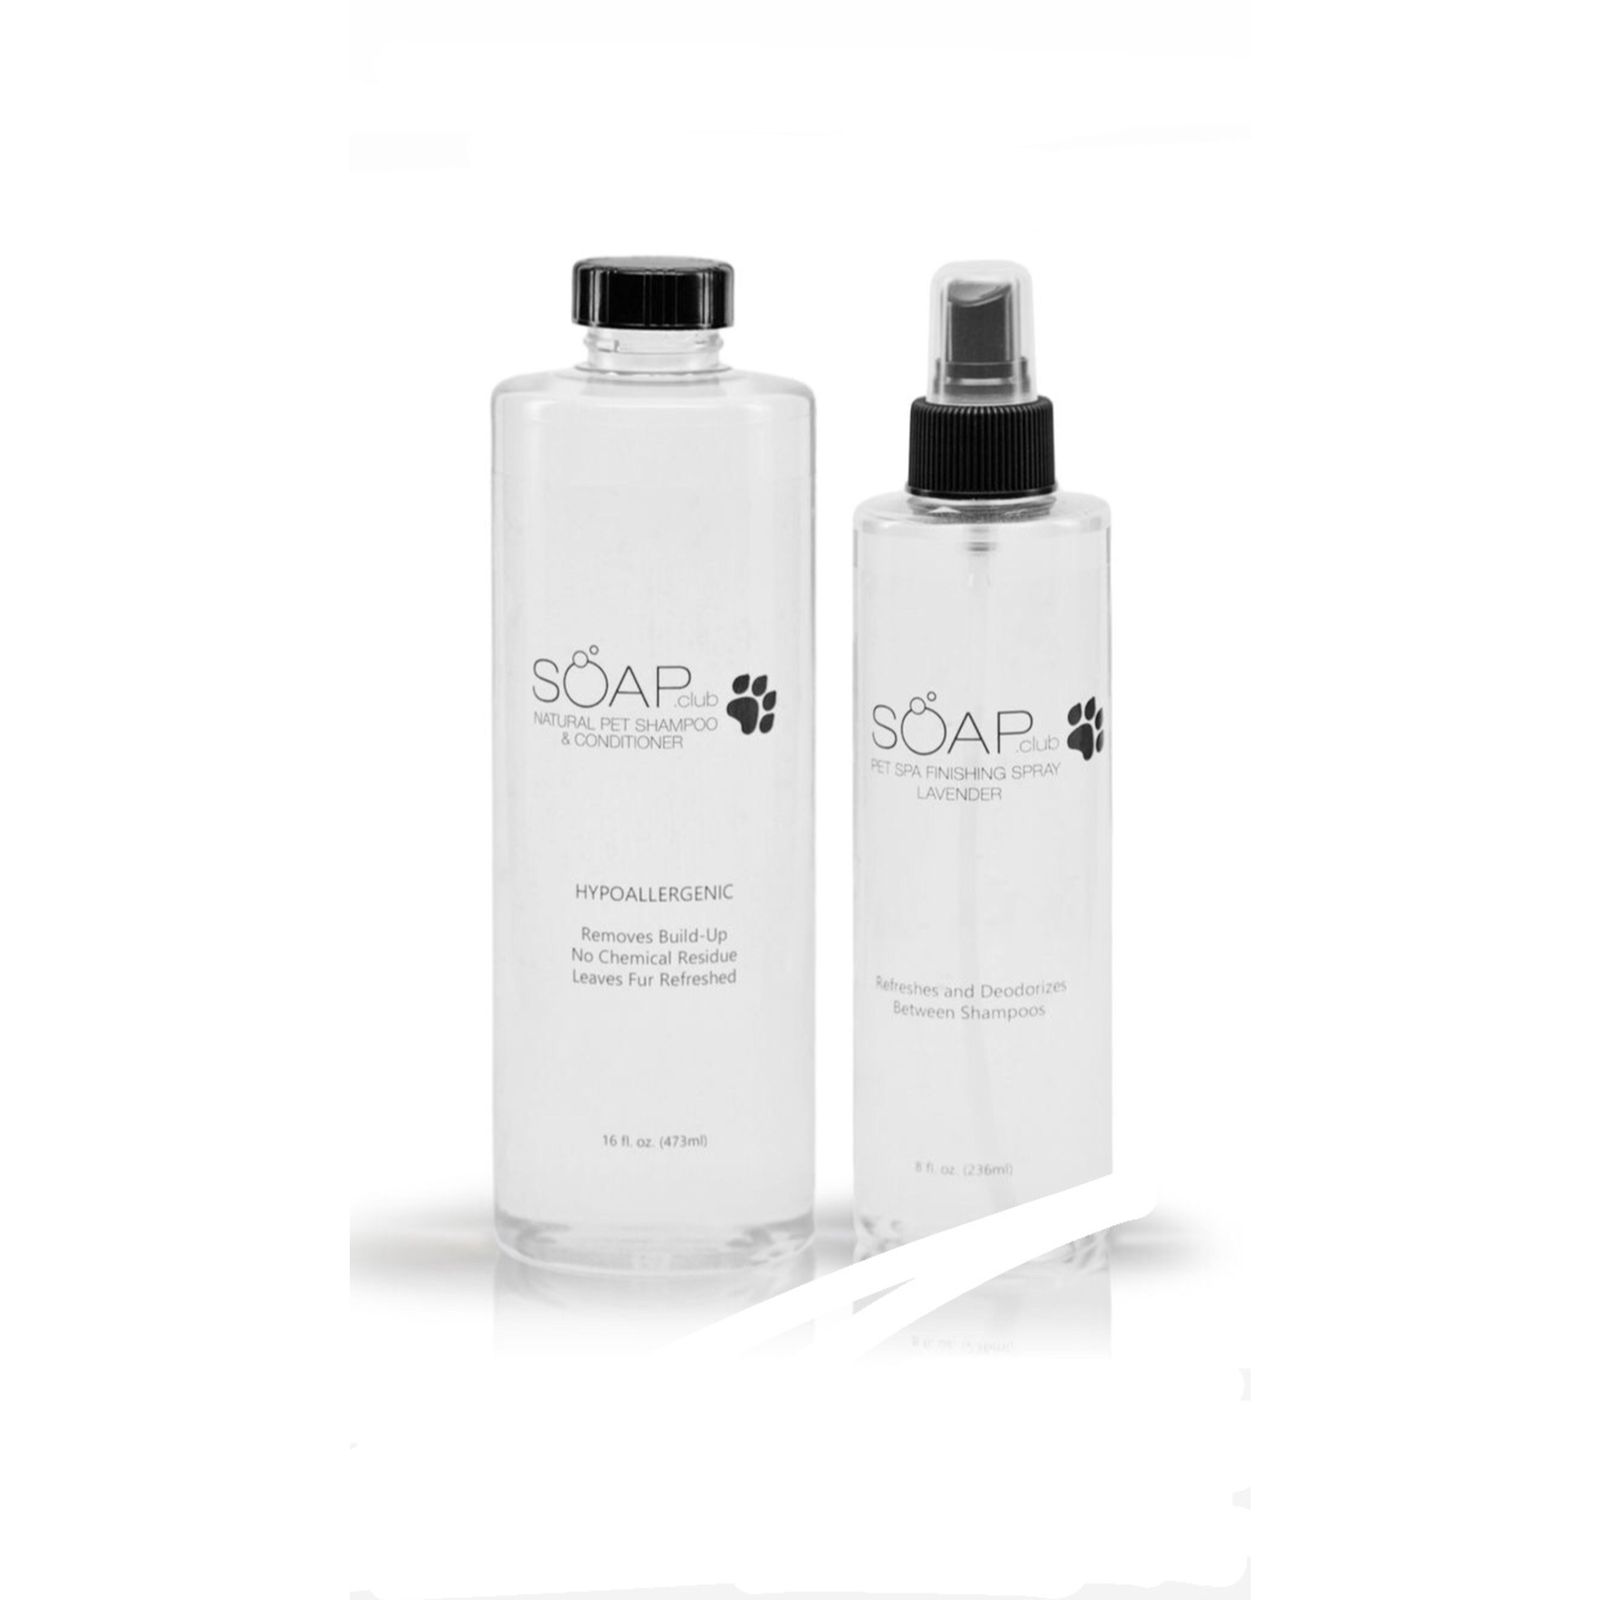 SOAP.club
NATURAL PET SHAMPOO
& CONDITIONER
HYPOALLERGENIC
Removes Build-Up
No Chemical Residue
Leaves Fur Refreshed
16 fl. oz. (473ml)
SOAP.club
PET SPA FINISHING SPRAY
LAVENDER
Refreshes and Deodorizes
Between Shampoos
8 fl. oz. (236ml)